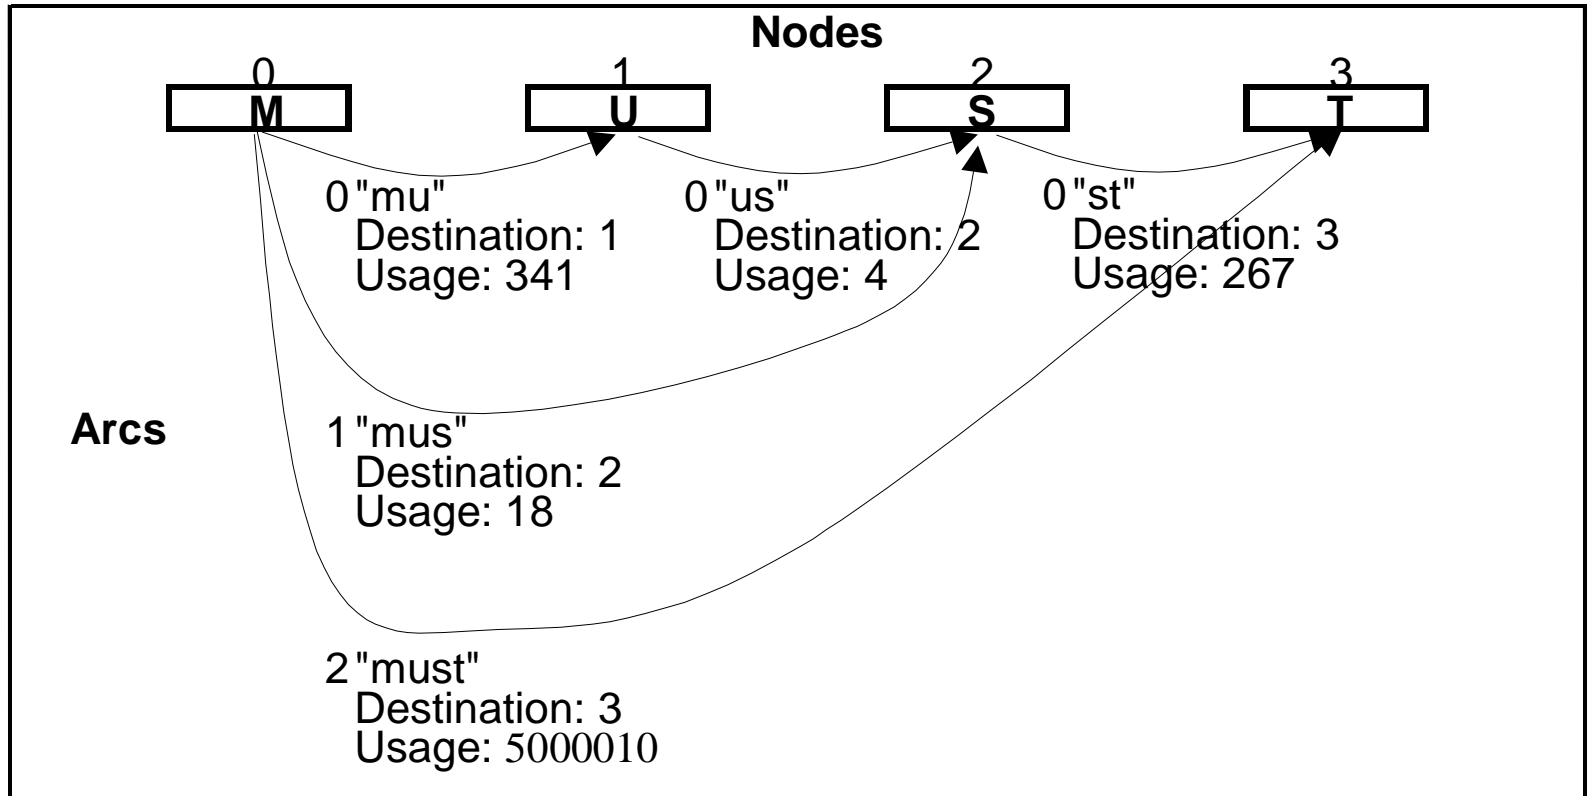 Nodes
0 1 2 3
M U S T
0 "mu" 0 "us" 0 "st"
Destination: 1 Destination: 2 Destination: 3
Usage: 341 Usage: 4 Usage: 267
Arcs
1 "mus"
Destination: 2
Usage: 18
2 "must"
Destination: 3
Usage: 5000010